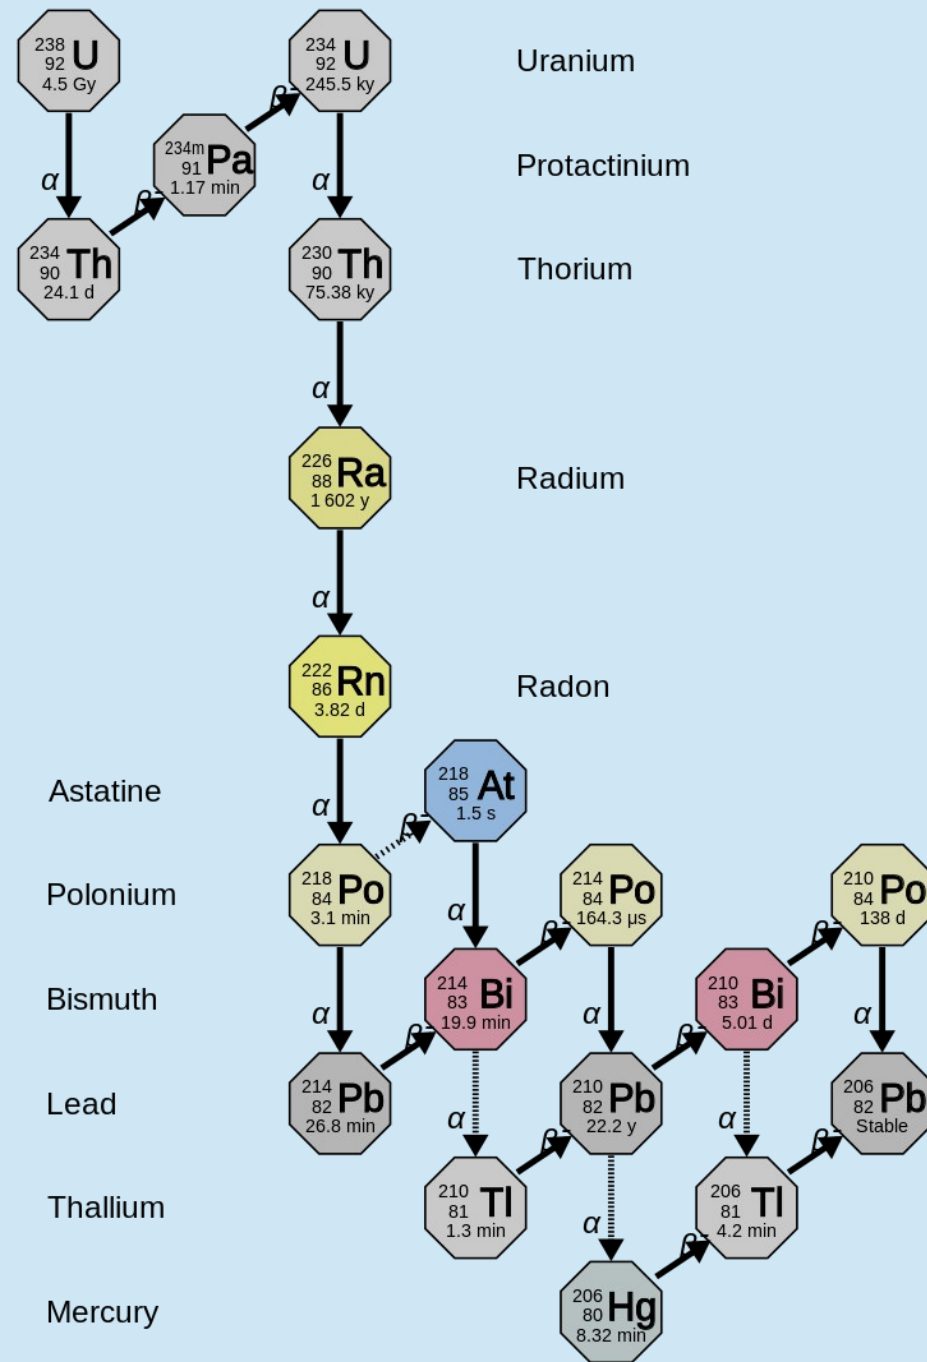 238
92 U
4.5 Gy
234
92 U
245.5 ky
Uranium
β-
234m
91 Pa
1.17 min
Protactinium
α
α
β-
234
90 Th
24.1 d
230
90 Th
75.38 ky
Thorium
α
226
88 Ra
1 602 y
Radium
α
222
86 Rn
3.82 d
Radon
Astatine
218
85 At
1.5 s
α
β-
Polonium
218
84 Po
3.1 min
214
84 Po
164.3 μs
210
84 Po
138 d
α
β-
β-
Bismuth
214
83 Bi
19.9 min
210
83 Bi
5.01 d
α
α
α
β-
β-
Lead
214
82 Pb
26.8 min
210
82 Pb
22.2 y
206
82 Pb
Stable
α
α
β-
β-
Thallium
210
81 Tl
1.3 min
206
81 Tl
4.2 min
α
β-
Mercury
206
80 Hg
8.32 min